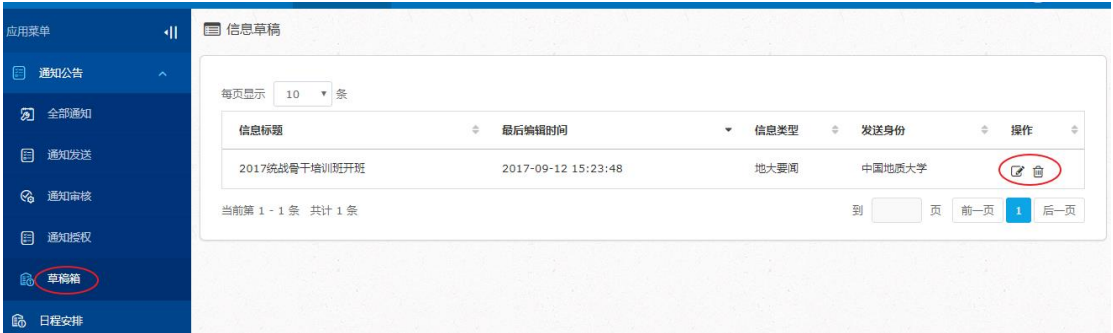 应用菜单
信息草稿
通知公告
全部通知
通知发送
通知审核
通知授权
草稿箱
日程安排
每页显示 10 条
信息标题 最后编辑时间 信息类型 发送身份 操作
2017统战骨干培训班开班 2017-09-12 15:23:48 地大要闻 中国地质大学
当前第 1 - 1 条 共计 1 条
到 页 前一页 1 后一页